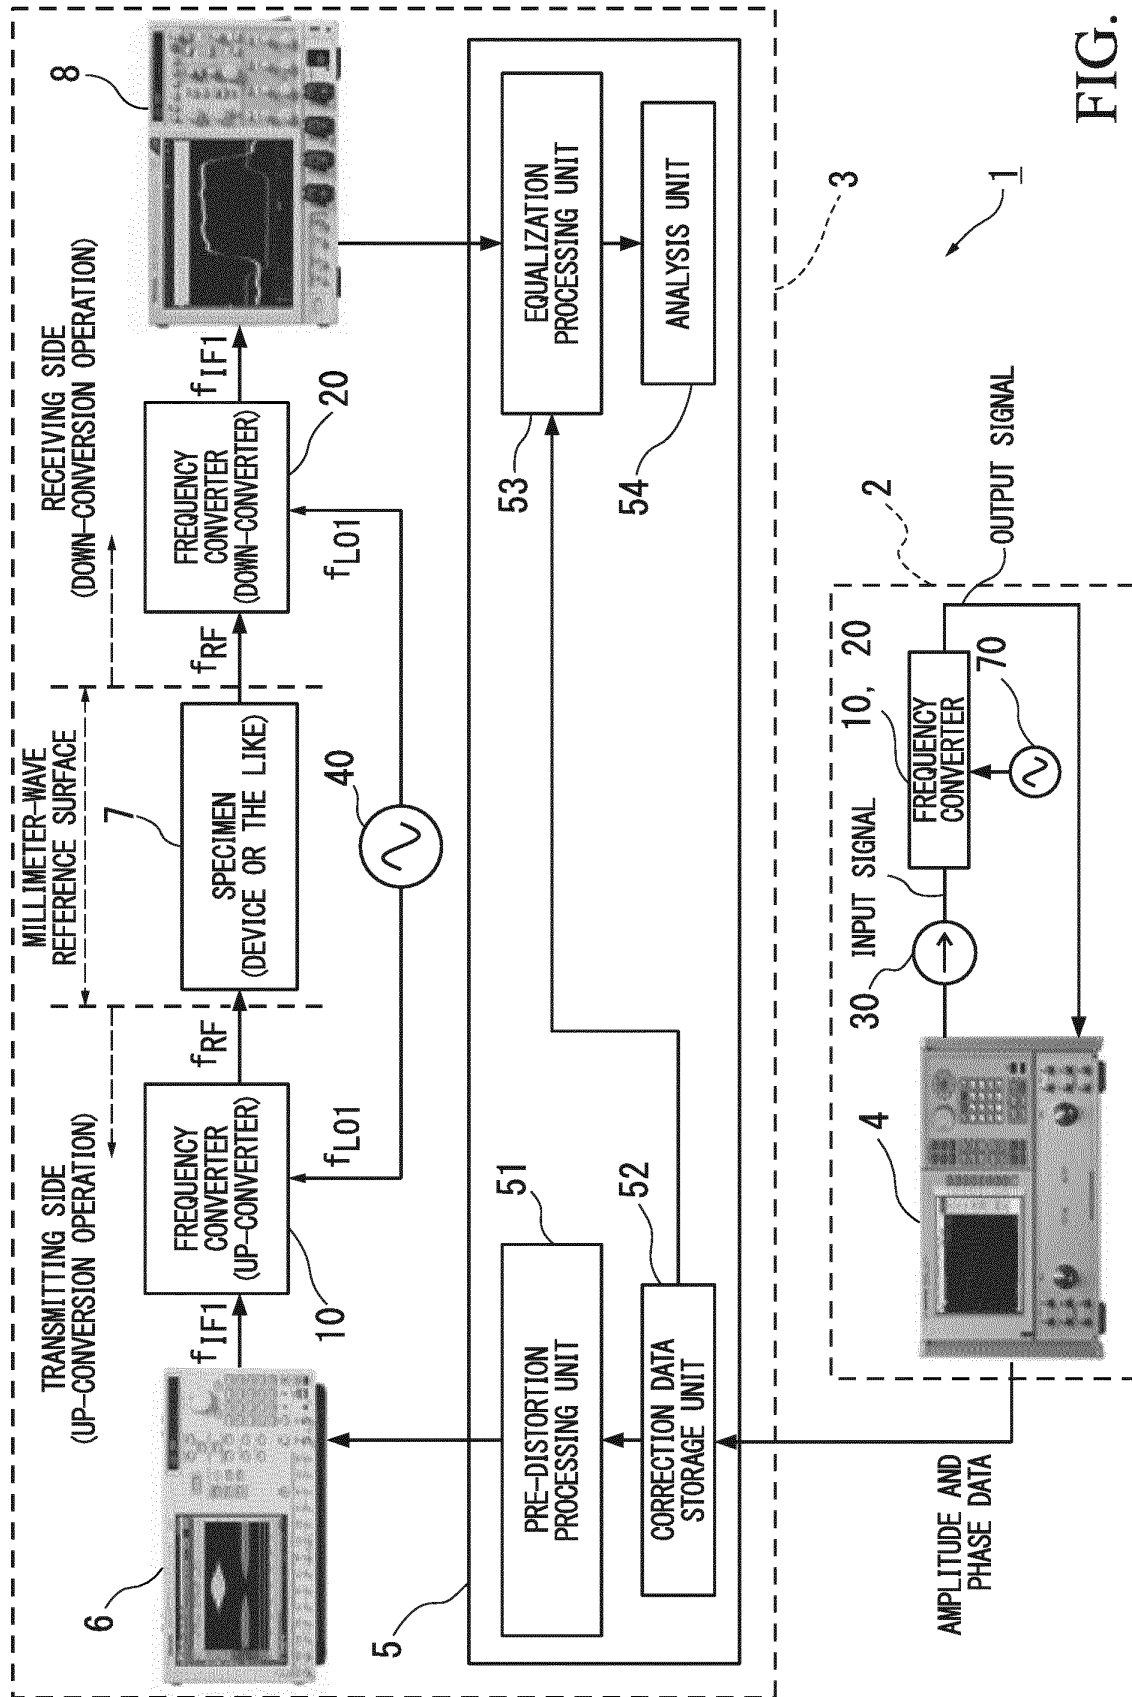 FIG.
1
TRANSMITTING SIDE
(UP-CONVERSION OPERATION)
MILLIMETER-WAVE
REFERENCE SURFACE
RECEIVING SIDE
(DOWN-CONVERSION OPERATION)
6
fIF1
FREQUENCY
CONVERTER
(UP-CONVERTER)
10
fRF
7
SPECIMEN
(DEVICE OR THE LIKE)
fRF
FREQUENCY
CONVERTER
(DOWN-CONVERTER)
20
fIF1
8
fLO1
40
fLO1
5
PRE-DISTORTION
PROCESSING UNIT
51
CORRECTION DATA
STORAGE UNIT
52
EQUALIZATION
PROCESSING UNIT
53
ANALYSIS UNIT
54
3
AMPLITUDE AND
PHASE DATA
4
30
INPUT SIGNAL
FREQUENCY
CONVERTER
10, 20
70
2
OUTPUT SIGNAL